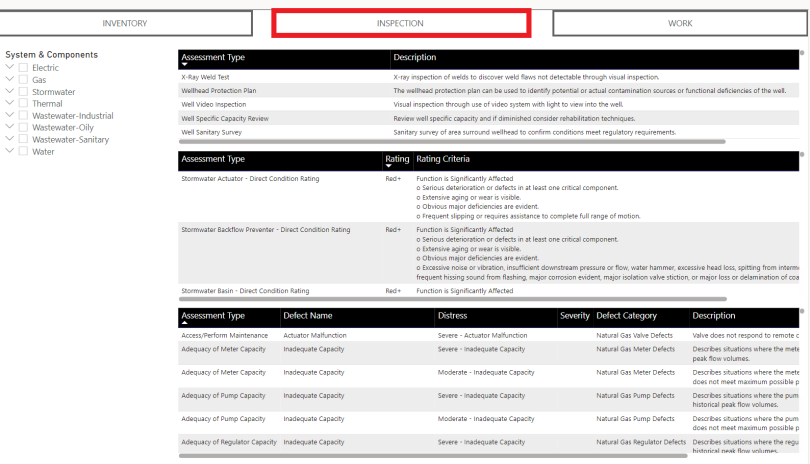 INVENTORY
INSPECTION
WORK
System & Components
Electric
Gas
Stormwater
Thermal
Wastewater-Industrial
Wastewater-Oily
Wastewater-Sanitary
Water
Assessment Type Description
X-Ray Weld Test X-ray inspection of welds to discover weld flaws not detectable through visual inspection.
Wellhead Protection Plan The wellhead protection plan can be used to identify potential or actual contamination sources or functional deficiencies of the well.
Well Video Inspection Visual inspection through use of video system with light to view into the well.
Well Specific Capacity Review Review well specific capacity and if diminished consider rehabilitation techniques.
Well Sanitary Survey Sanitary survey of area surround wellhead to confirm conditions meet regulatory requirements.
Assessment Type Rating Rating Criteria
Stormwater Actuator - Direct Condition Rating Red+ Function is Significantly Affected
o Serious deterioration or defects in at least one critical component.
o Extensive aging or wear is visible.
o Obvious major deficiencies are evident.
o Frequent slipping or requires assistance to complete full range of motion.
Stormwater Backflow Preventer - Direct Condition Rating Red+ Function is Significantly Affected
o Serious deterioration or defects in at least one critical component.
o Extensive aging or wear is visible.
o Obvious major deficiencies are evident.
o Excessive noise or vibration, insufficient downstream pressure or flow, water hammer, excessive head loss, spitting from interm
frequent hissing sound from flashing, major corrosion evident, major isolation valve stiction, or major loss or delamination of coa
Stormwater Basin - Direct Condition Rating Red+ Function is Significantly Affected
Assessment Type Defect Name Distress Severity Defect Category Description
Access/Perform Maintenance Actuator Malfunction Severe - Actuator Malfunction Natural Gas Valve Defects Valve does not respond to remote c
Adequacy of Meter Capacity Inadequate Capacity Severe - Inadequate Capacity Natural Gas Meter Defects Describes situations where the mete
peak flow volumes.
Adequacy of Meter Capacity Inadequate Capacity Moderate - Inadequate Capacity Natural Gas Meter Defects Describes situations where the mete
does not meet maximum possible p
Adequacy of Pump Capacity Inadequate Capacity Severe - Inadequate Capacity Natural Gas Pump Defects Describes situations where the pum
historical peak flow volumes.
Adequacy of Pump Capacity Inadequate Capacity Moderate - Inadequate Capacity Natural Gas Pump Defects Describes situations where the pum
does not meet maximum possible p
Adequacy of Regulator Capacity Inadequate Capacity Severe - Inadequate Capacity Natural Gas Regulator Defects Describes situations where the regu
historical peak flow volumes.